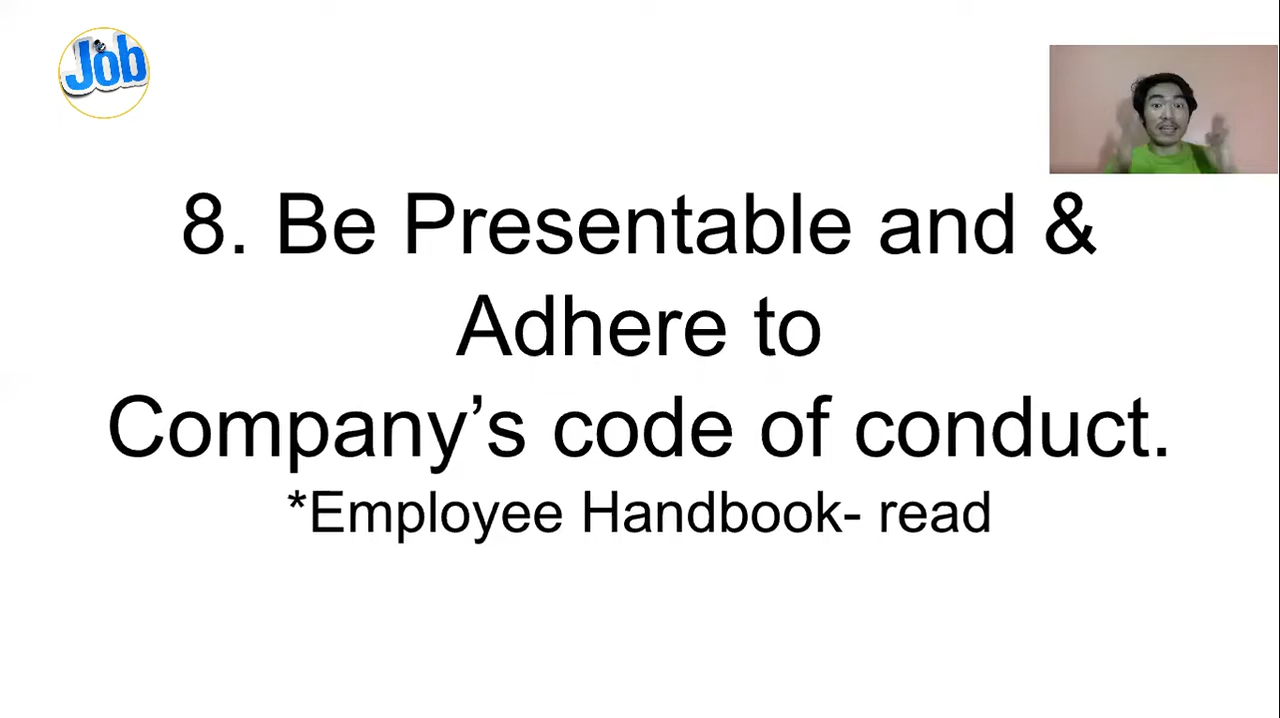 Job
8. Be Presentable and &
Adhere to
Company’s code of conduct.
*Employee Handbook- read